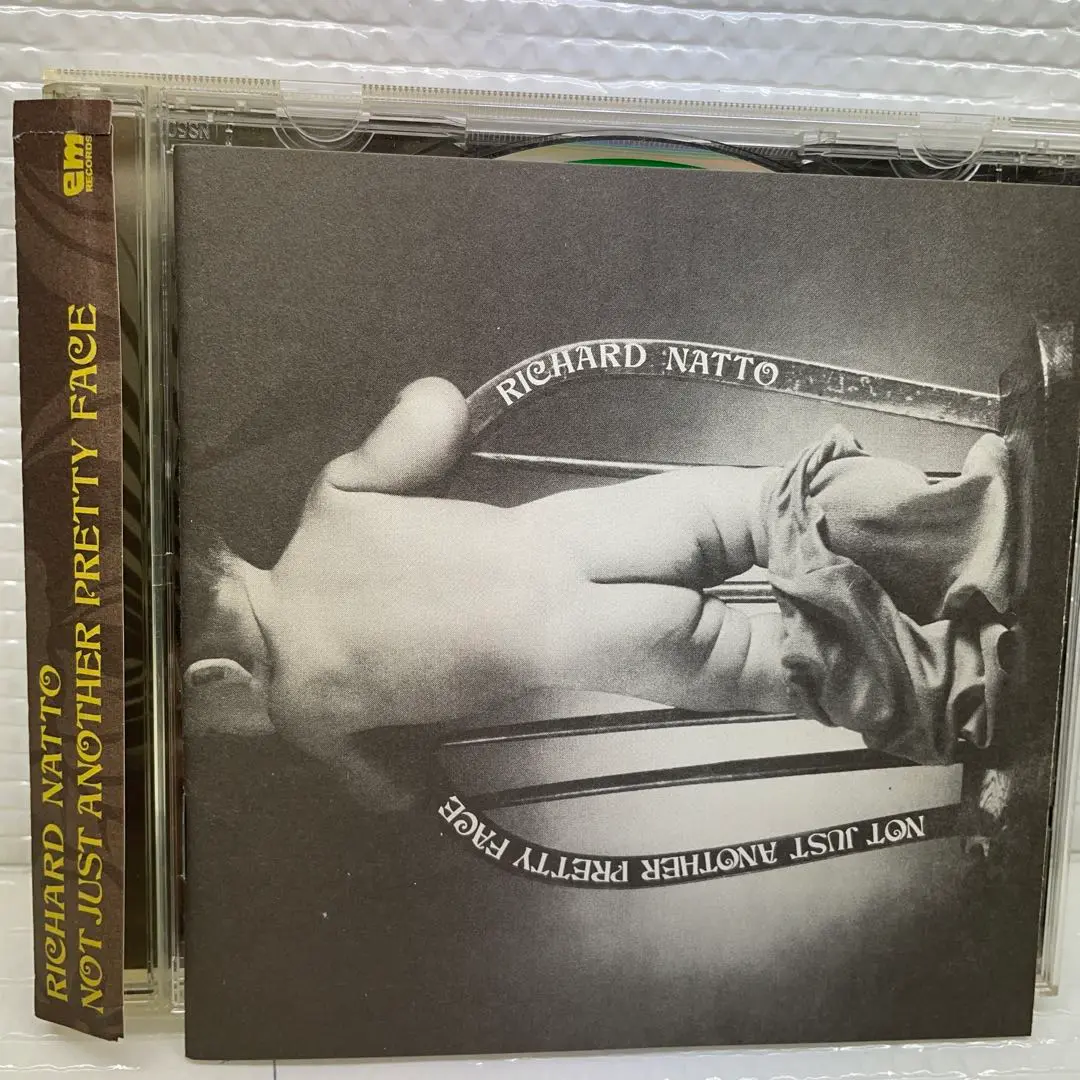 em
RECORDS
RICHARD NATTO
NOT JUST ANOTHER PRETTY FACE
RICHARD NATTO
NOT JUST ANOTHER PRETTY FACE